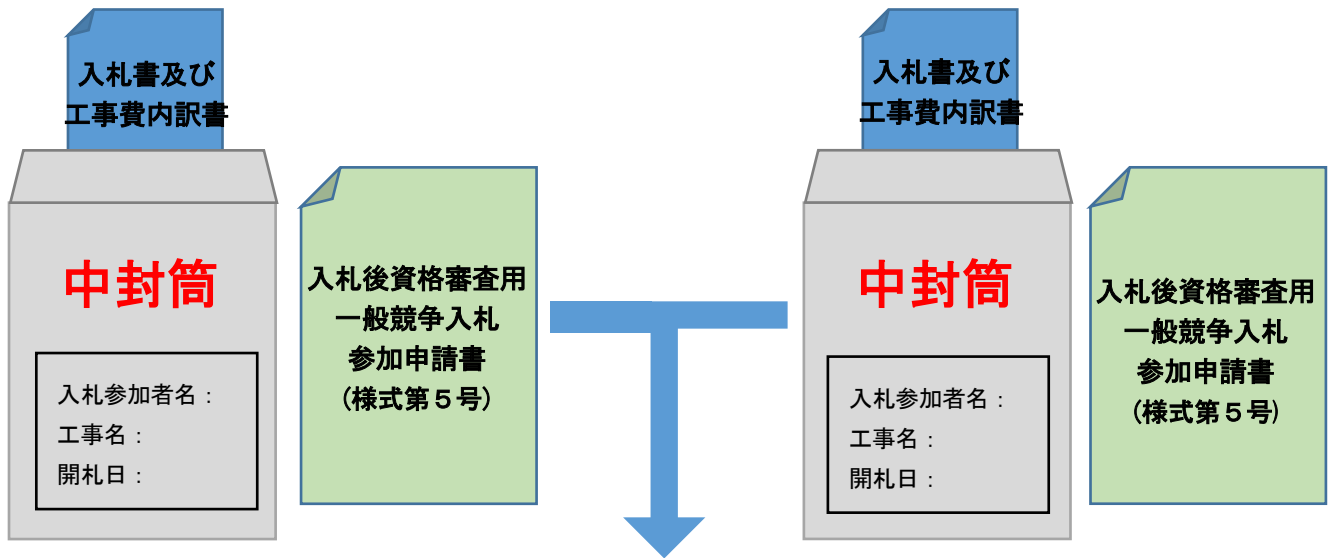 入札書及び
工事費内訳書
中封筒
入札参加者名：
工事名：
開札日：
入札後資格審査用
一般競争入札
参加申請書
(様式第５号)
入札書及び
工事費内訳書
中封筒
入札参加者名：
工事名：
開札日：
入札後資格審査用
一般競争入札
参加申請書
(様式第５号)